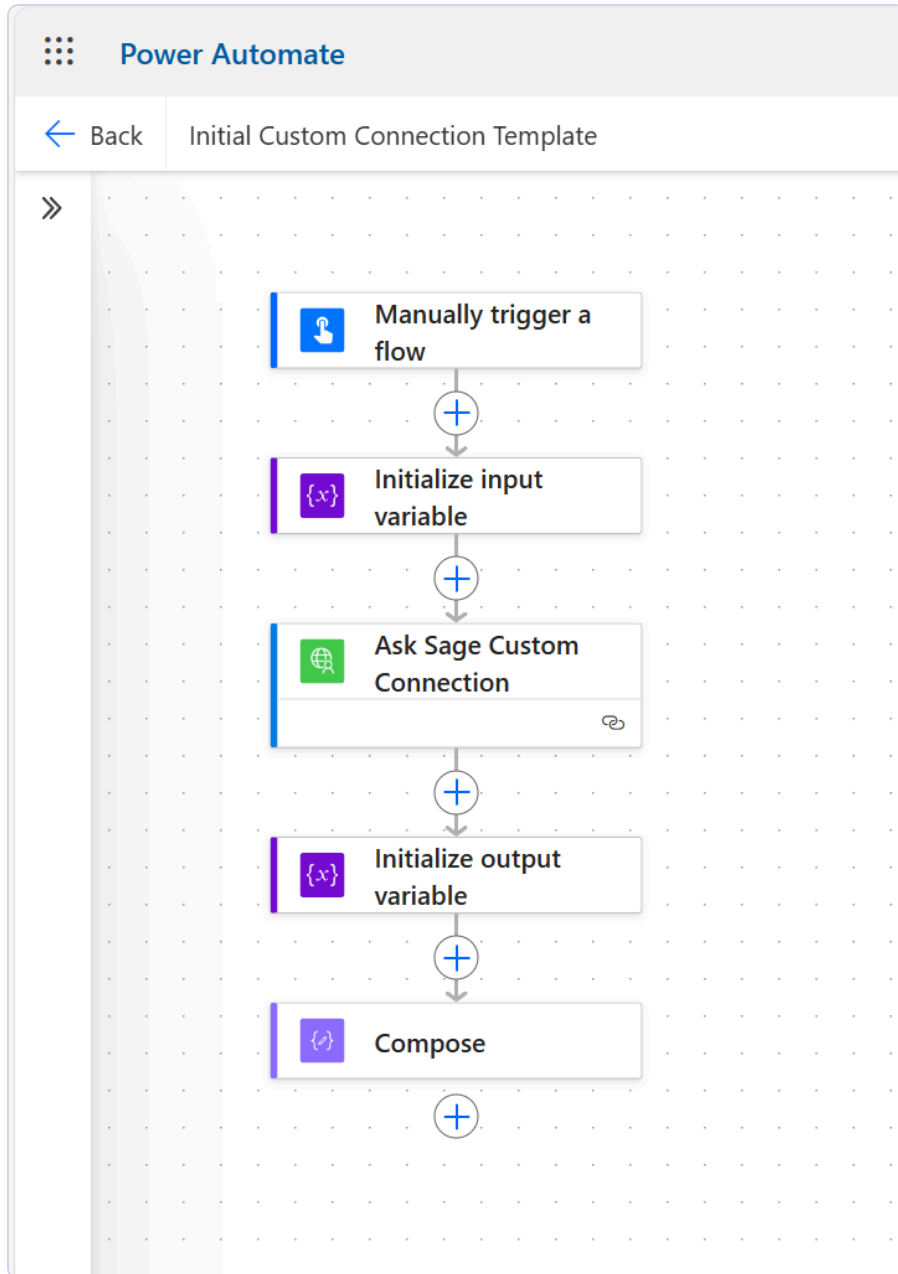 Power Automate
Back
Initial Custom Connection Template
Manually trigger a
flow
{x}
Initialize input
variable
Ask Sage Custom
Connection
{x}
Initialize output
variable
Compose